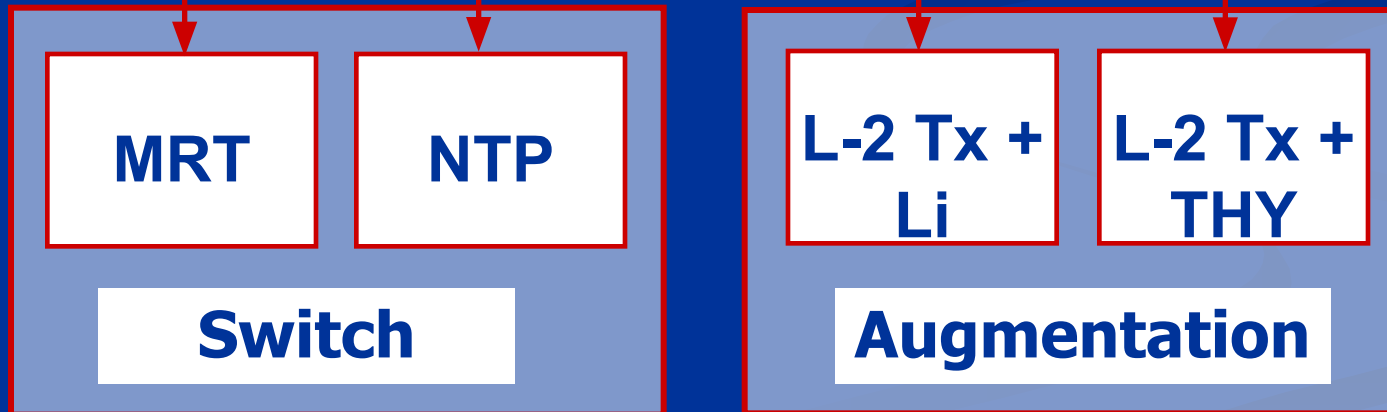 MRT
NTP
L-2 Tx +
Li
L-2 Tx +
THY
Switch
Augmentation